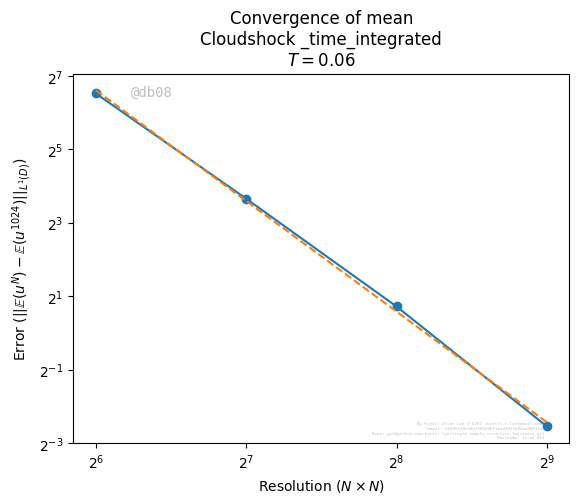 Convergence of mean
Cloudshock _time_integrated
T = 0.06
@db08
2^7
2^5
2^3
2^1
2^-1
2^-3
Error (||𝔼(u^N) − 𝔼(u^1024)||_L^1(D))
2^6
2^7
2^8
2^9
Resolution (N × N)